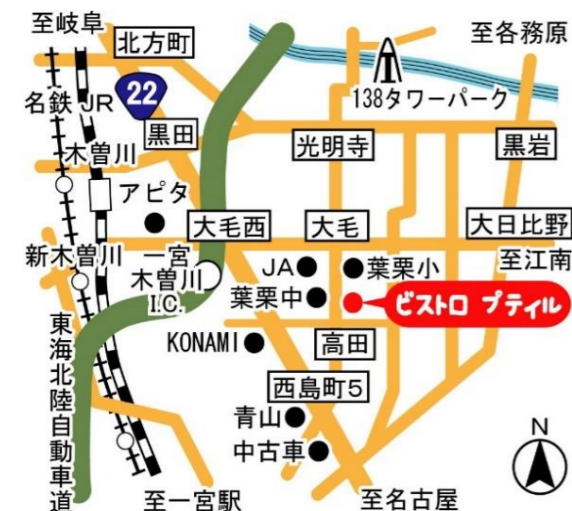 至岐阜
北方町
至各務原
22
名鉄 JR
138タワーパーク
黒田
光明寺
黒岩
木曽川
アピタ
大毛西
大毛
大日比野
新木曽川
一宮
木曽川
I.C.
JA
葉栗小
至江南
葉栗中
ビストロ プティル
KONAMI
高田
東海北陸自動車道
西島町5
青山
中古車
N
至一宮駅
至名古屋